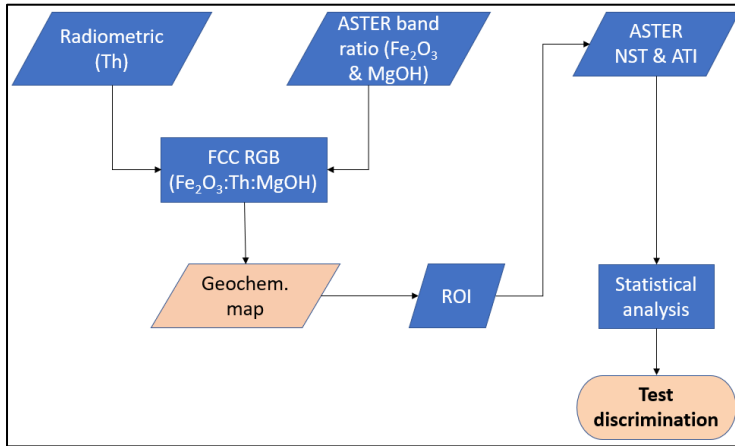 Radiometric
(Th)
ASTER band
ratio (Fe₂O₃
& MgOH)
ASTER
NST & ATI
FCC RGB
(Fe₂O₃:Th:MgOH)
Geochem.
map
ROI
Statistical
analysis
Test
discrimination